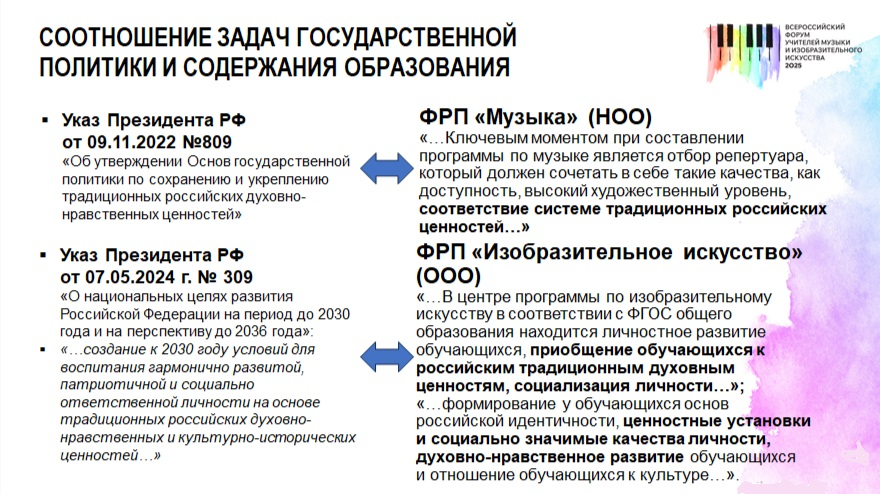 СООТНОШЕНИЕ ЗАДАЧ ГОСУДАРСТВЕННОЙ
ПОЛИТИКИ И СОДЕРЖАНИЯ ОБРАЗОВАНИЯ
ВСЕРОССИЙСКИЙ
ФОРУМ
УЧИТЕЛЕЙ МУЗЫКИ
И ИЗОБРАЗИТЕЛЬНОГО
ИСКУССТВА
2025
▪ Указ Президента РФ
от 09.11.2022 №809
«Об утверждении Основ государственной
политики по сохранению и укреплению
традиционных российских духовно-
нравственных ценностей»
▪ Указ Президента РФ
от 07.05.2024 г. № 309
«О национальных целях развития
Российской Федерации на период до 2030
года и на перспективу до 2036 года»:
▪ «…создание к 2030 году условий для
воспитания гармонично развитой,
патриотичной и социально
ответственной личности на основе
традиционных российских духовно-
нравственных и культурно-исторических
ценностей…»
ФРП «Музыка» (НОО)
«…Ключевым моментом при составлении
программы по музыке является отбор репертуара,
который должен сочетать в себе такие качества, как
доступность, высокий художественный уровень,
соответствие системе традиционных российских
ценностей…»
ФРП «Изобразительное искусство»
(ООО)
«…В центре программы по изобразительному
искусству в соответствии с ФГОС общего
образования находится личностное развитие
обучающихся, приобщение обучающихся к
российским традиционным духовным
ценностям, социализация личности…»;
«…формирование у обучающихся основ
российской идентичности, ценностные установки
и социально значимые качества личности,
духовно-нравственное развитие обучающихся
и отношение обучающихся к культуре…».